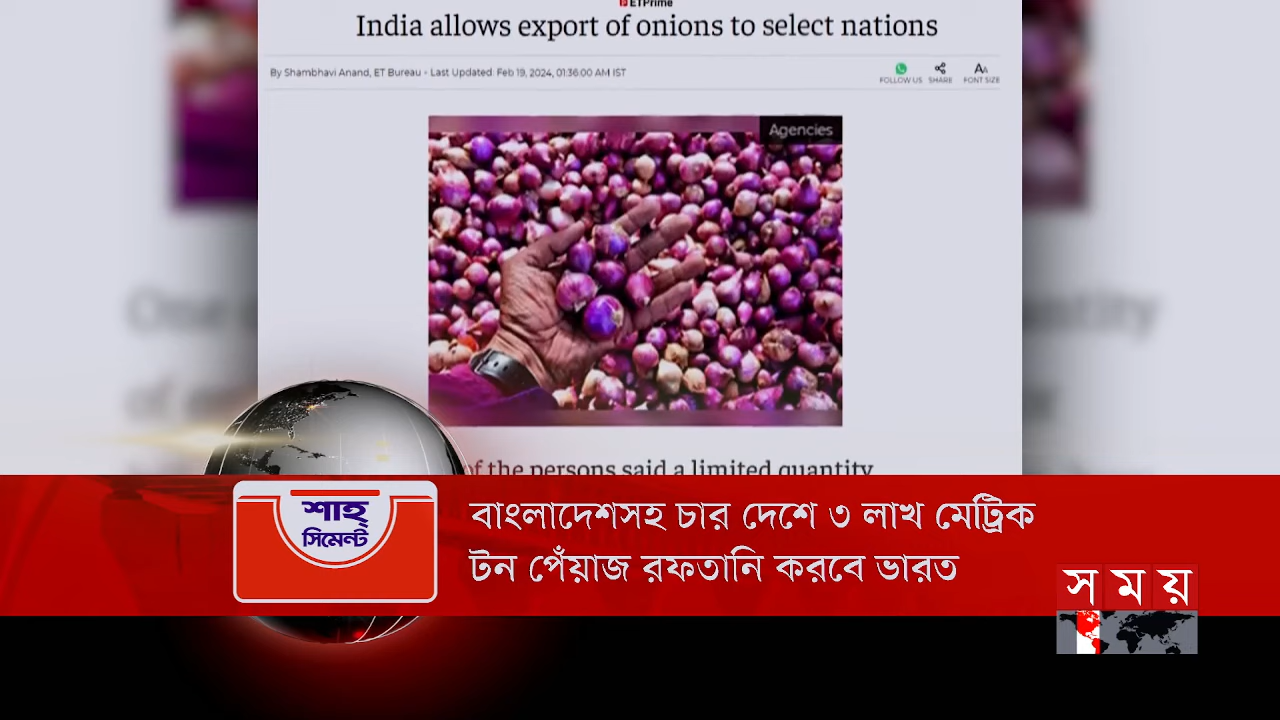 ETPrime
India allows export of onions to select nations
By Shambhavi Anand, ET Bureau • Last Updated: Feb 19, 2024, 01:36:00 AM IST
FOLLOW US SHARE FONT SIZE
Agencies
of the persons said a limited quantity
শাহ্
সিমেন্ট
বাংলাদেশসহ চার দেশে ৩ লাখ মেট্রিক
টন পেঁয়াজ রফতানি করবে ভারত
সময়